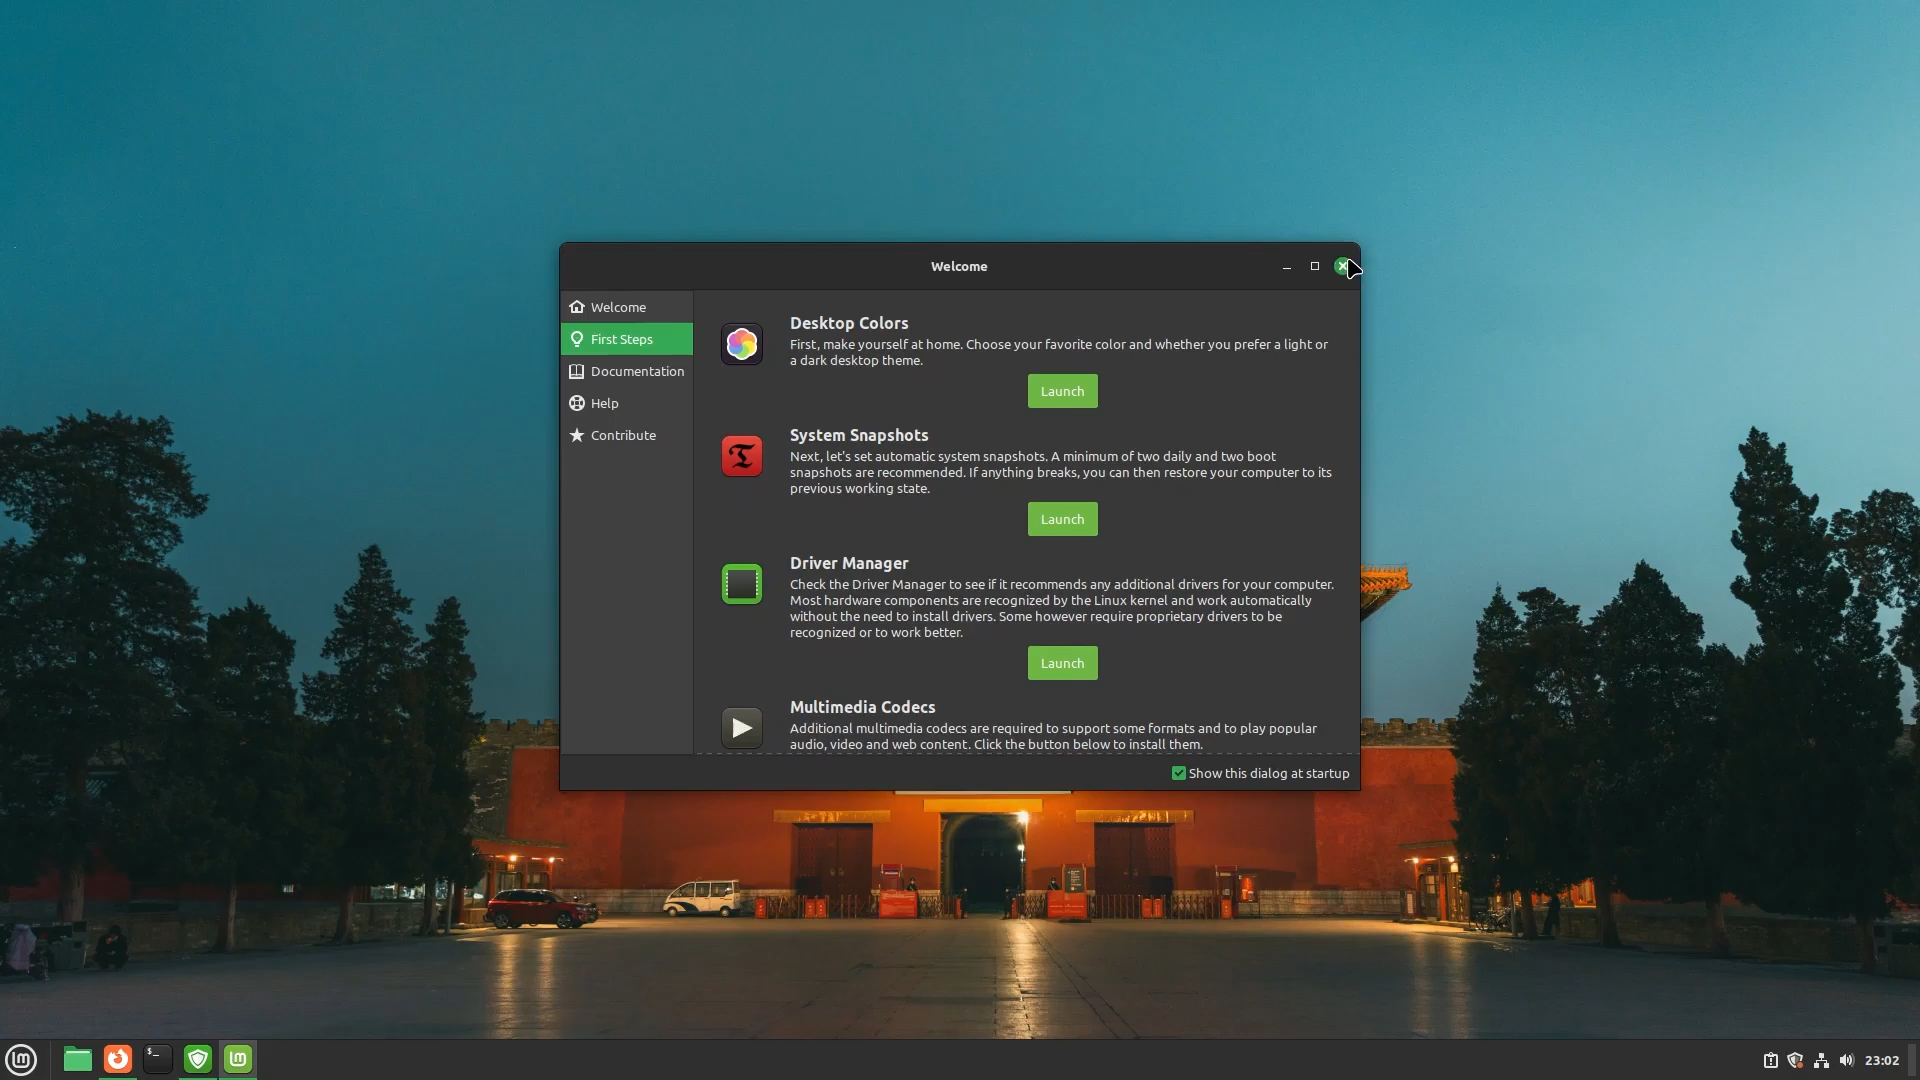 Welcome
Welcome
First Steps
Documentation
Help
Contribute
Desktop Colors
First, make yourself at home. Choose your favorite color and whether you prefer a light or
a dark desktop theme.
Launch
System Snapshots
Next, let's set automatic system snapshots. A minimum of two daily and two boot
snapshots are recommended. If anything breaks, you can then restore your computer to its
previous working state.
Launch
Driver Manager
Check the Driver Manager to see if it recommends any additional drivers for your computer.
Most hardware components are recognized by the Linux kernel and work automatically
without the need to install drivers. Some however require proprietary drivers to be
recognized or to work better.
Launch
Multimedia Codecs
Additional multimedia codecs are required to support some formats and to play popular
audio, video and web content. Click the button below to install them.
Show this dialog at startup
23:02